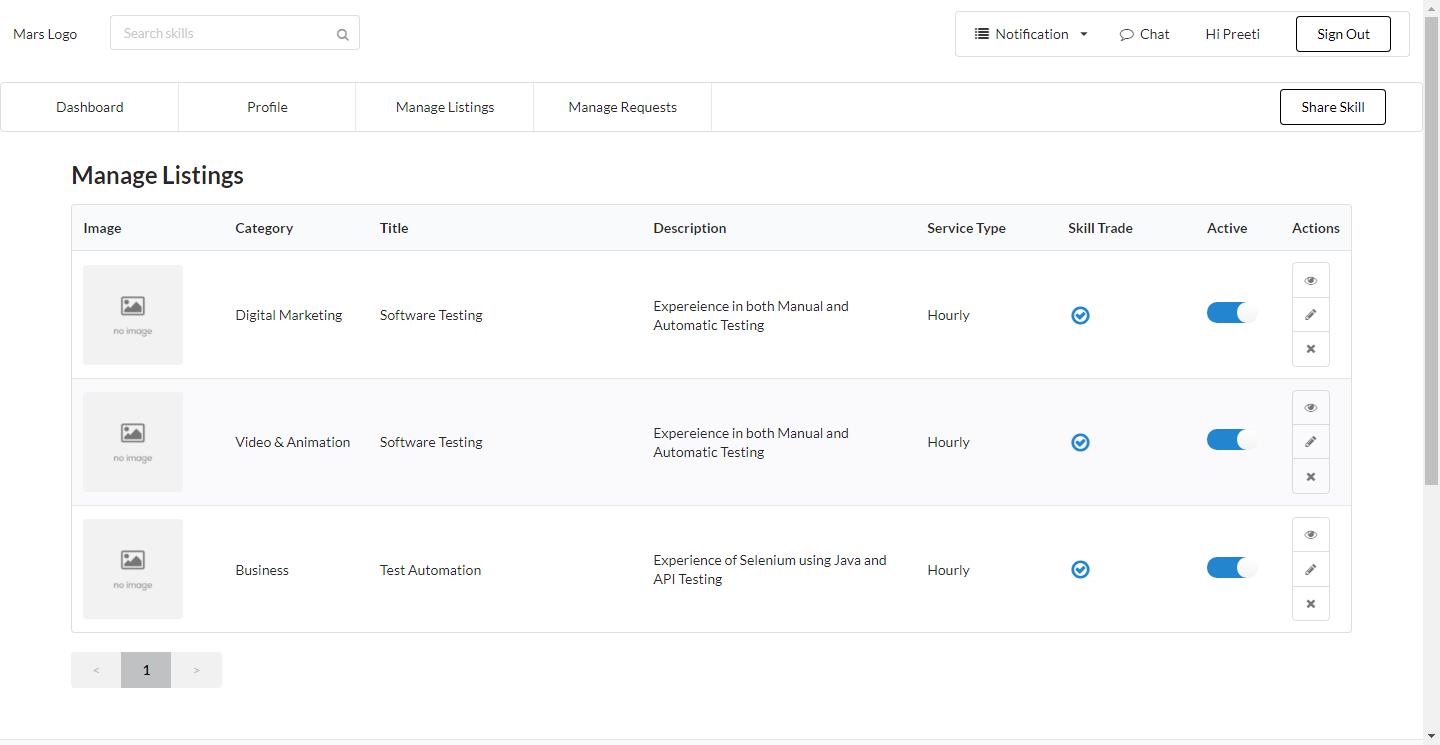 Mars Logo
Search skills
Notification
Chat
Hi Preeti
Sign Out
Dashboard
Profile
Manage Listings
Manage Requests
Share Skill
Manage Listings
Image Category Title Description Service Type Skill Trade Active Actions
no image
Digital Marketing
Software Testing
Expereience in both Manual and
Automatic Testing
Hourly
no image
Video & Animation
Software Testing
Expereience in both Manual and
Automatic Testing
Hourly
no image
Business
Test Automation
Experience of Selenium using Java and
API Testing
Hourly
< 1 >